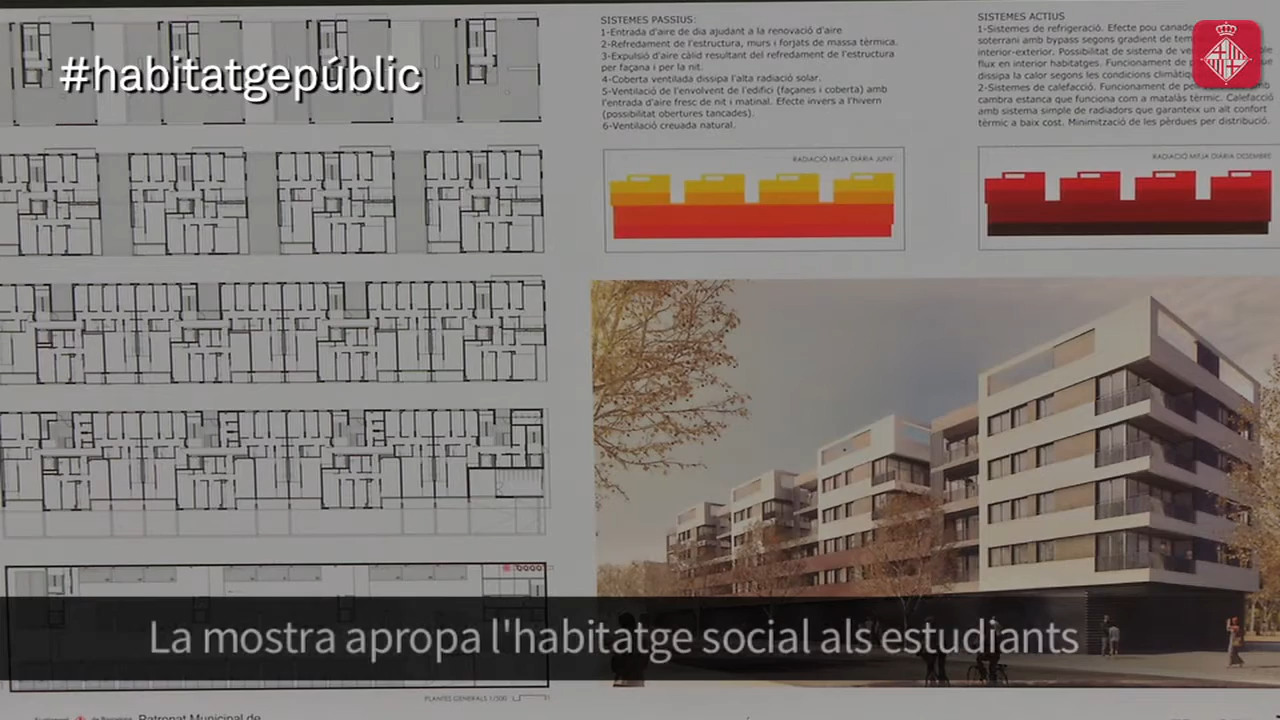 #habitatgepúblic
SISTEMES PASSIUS:
1-Entrada d'aire de dia ajudant a la renovació d'aire
2-Refredament de l'estructura, murs i forjats de massa tèrmica.
3-Expulsió d'aire càlid resultant del refredament de l'estructura
per façana i per la nit.
4-Coberta ventilada dissipa l'alta radiació solar.
5-Ventilació de l'envolvent de l'edifici (façanes i coberta) amb
l'entrada d'aire fresc de nit i matinal. Efecte invers a l'hivern
(possibilitat obertures tancades).
6-Ventilació creuada natural.
SISTEMES ACTIUS
1-Sistemes de refrigeració. Efecte pou
soterrani amb bypass segons gradient de
interior-exterior. Possibilitat de sistema de
flux en interior habitatges. Funcionament
dissipa la calor segons les condicions
2-Sistemes de calefacció. Funcionament
cambra estanca que funciona com a matalàs tèrmic. Calefacció
amb sistema simple de radiadors que garanteix un alt confort
tèrmic a baix cost. Minimització de les pèrdues per distribució.
RADIACIÓ MITJA DIÀRIA JUNY
RADIACIÓ MITJA DIÀRIA DESEMBRE
La mostra apropa l'habitatge social als estudiants
PLANTES GENERALS 1/500
Patronat Municipal de